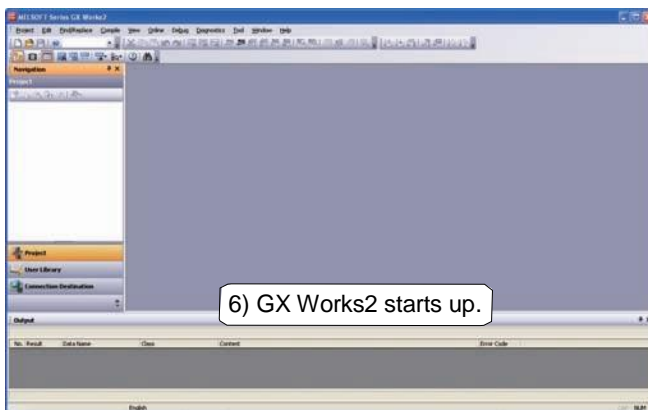 MELSOFT Series GX Works2
Project Edit Find/Replace Compile View Online Debug Diagnostics Tool Window Help
Navigation
Project
Project
User Library
Connection Destination
6) GX Works2 starts up.
Output
No. Result Data Name Class Content Error Code
English
NUM